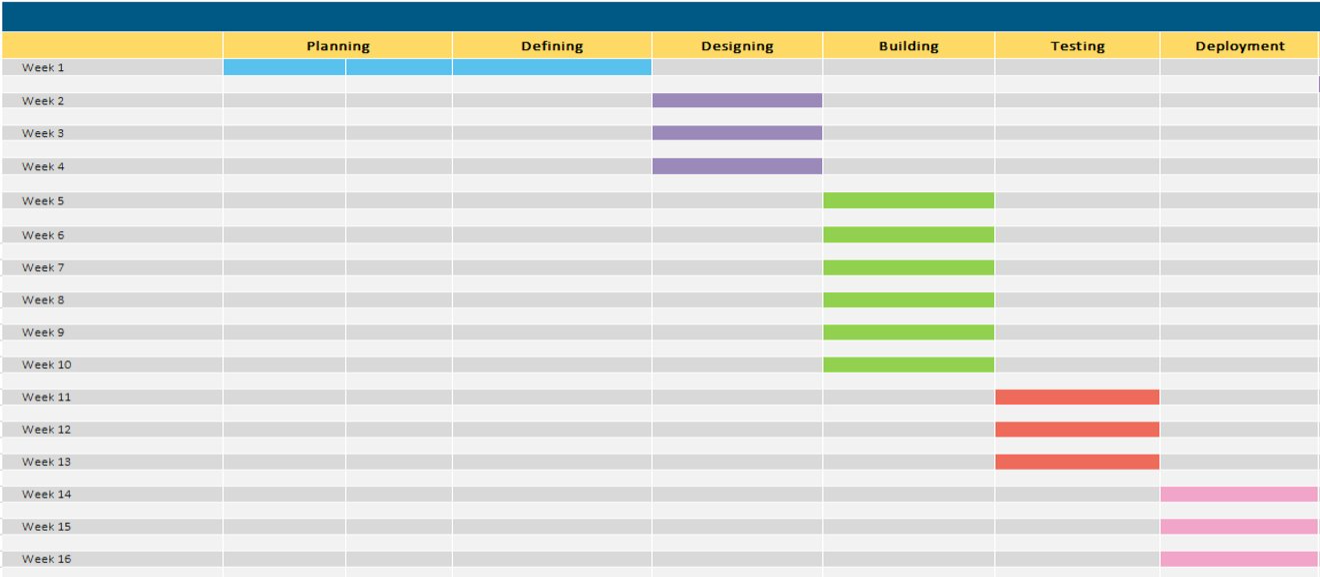 Planning Defining Designing Building Testing Deployment
Week 1
Week 2
Week 3
Week 4
Week 5
Week 6
Week 7
Week 8
Week 9
Week 10
Week 11
Week 12
Week 13
Week 14
Week 15
Week 16